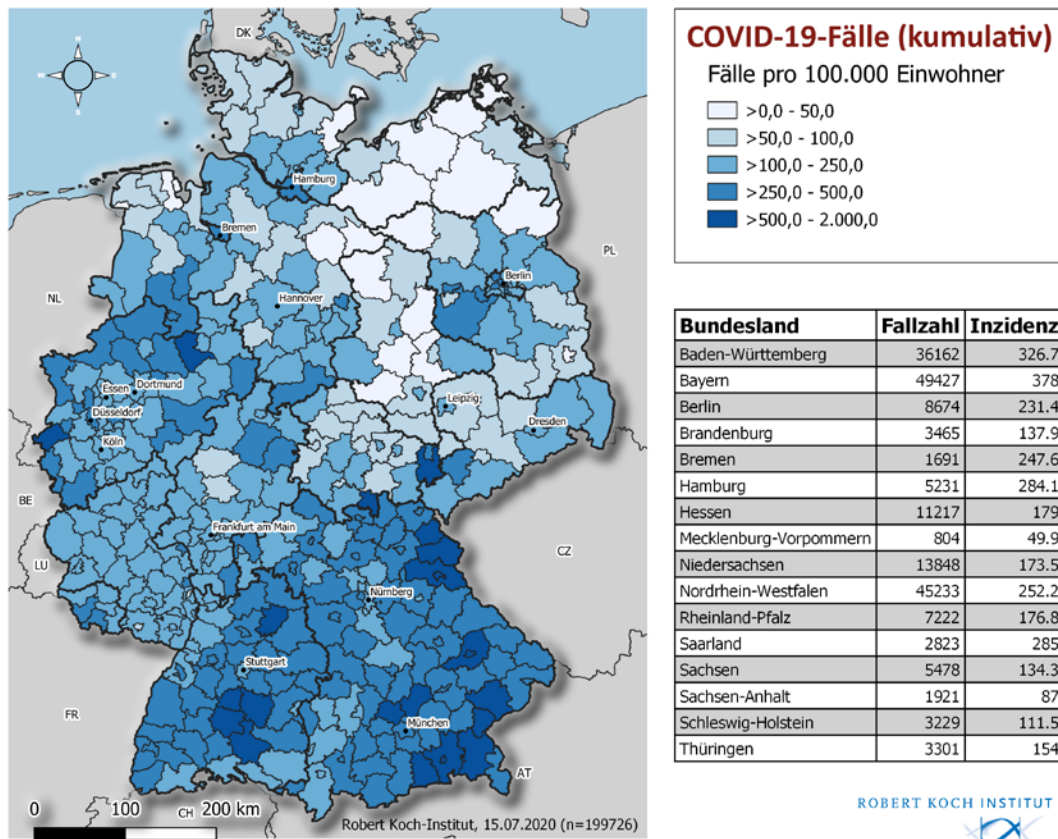 COVID-19-Fälle (kumulativ)
Fälle pro 100.000 Einwohner
>0,0 - 50,0
>50,0 - 100,0
>100,0 - 250,0
>250,0 - 500,0
>500,0 - 2.000,0
N
W
E
S
DK
Hamburg
Bremen
PL
Berlin
NL
Hannover
Essen
Dortmund
Düsseldorf
Leipzig
Dresden
Köln
BE
Frankfurt am Main
LU
CZ
Nürnberg
Stuttgart
FR
München
AT
CH
0 100 200 km
Robert Koch-Institut, 15.07.2020 (n=199726)
Bundesland Fallzahl Inzidenz
Baden-Württemberg 36162 326.7
Bayern 49427 378
Berlin 8674 231.4
Brandenburg 3465 137.9
Bremen 1691 247.6
Hamburg 5231 284.1
Hessen 11217 179
Mecklenburg-Vorpommern 804 49.9
Niedersachsen 13848 173.5
Nordrhein-Westfalen 45233 252.2
Rheinland-Pfalz 7222 176.8
Saarland 2823 285
Sachsen 5478 134.3
Sachsen-Anhalt 1921 87
Schleswig-Holstein 3229 111.5
Thüringen 3301 154
ROBERT KOCH INSTITUT